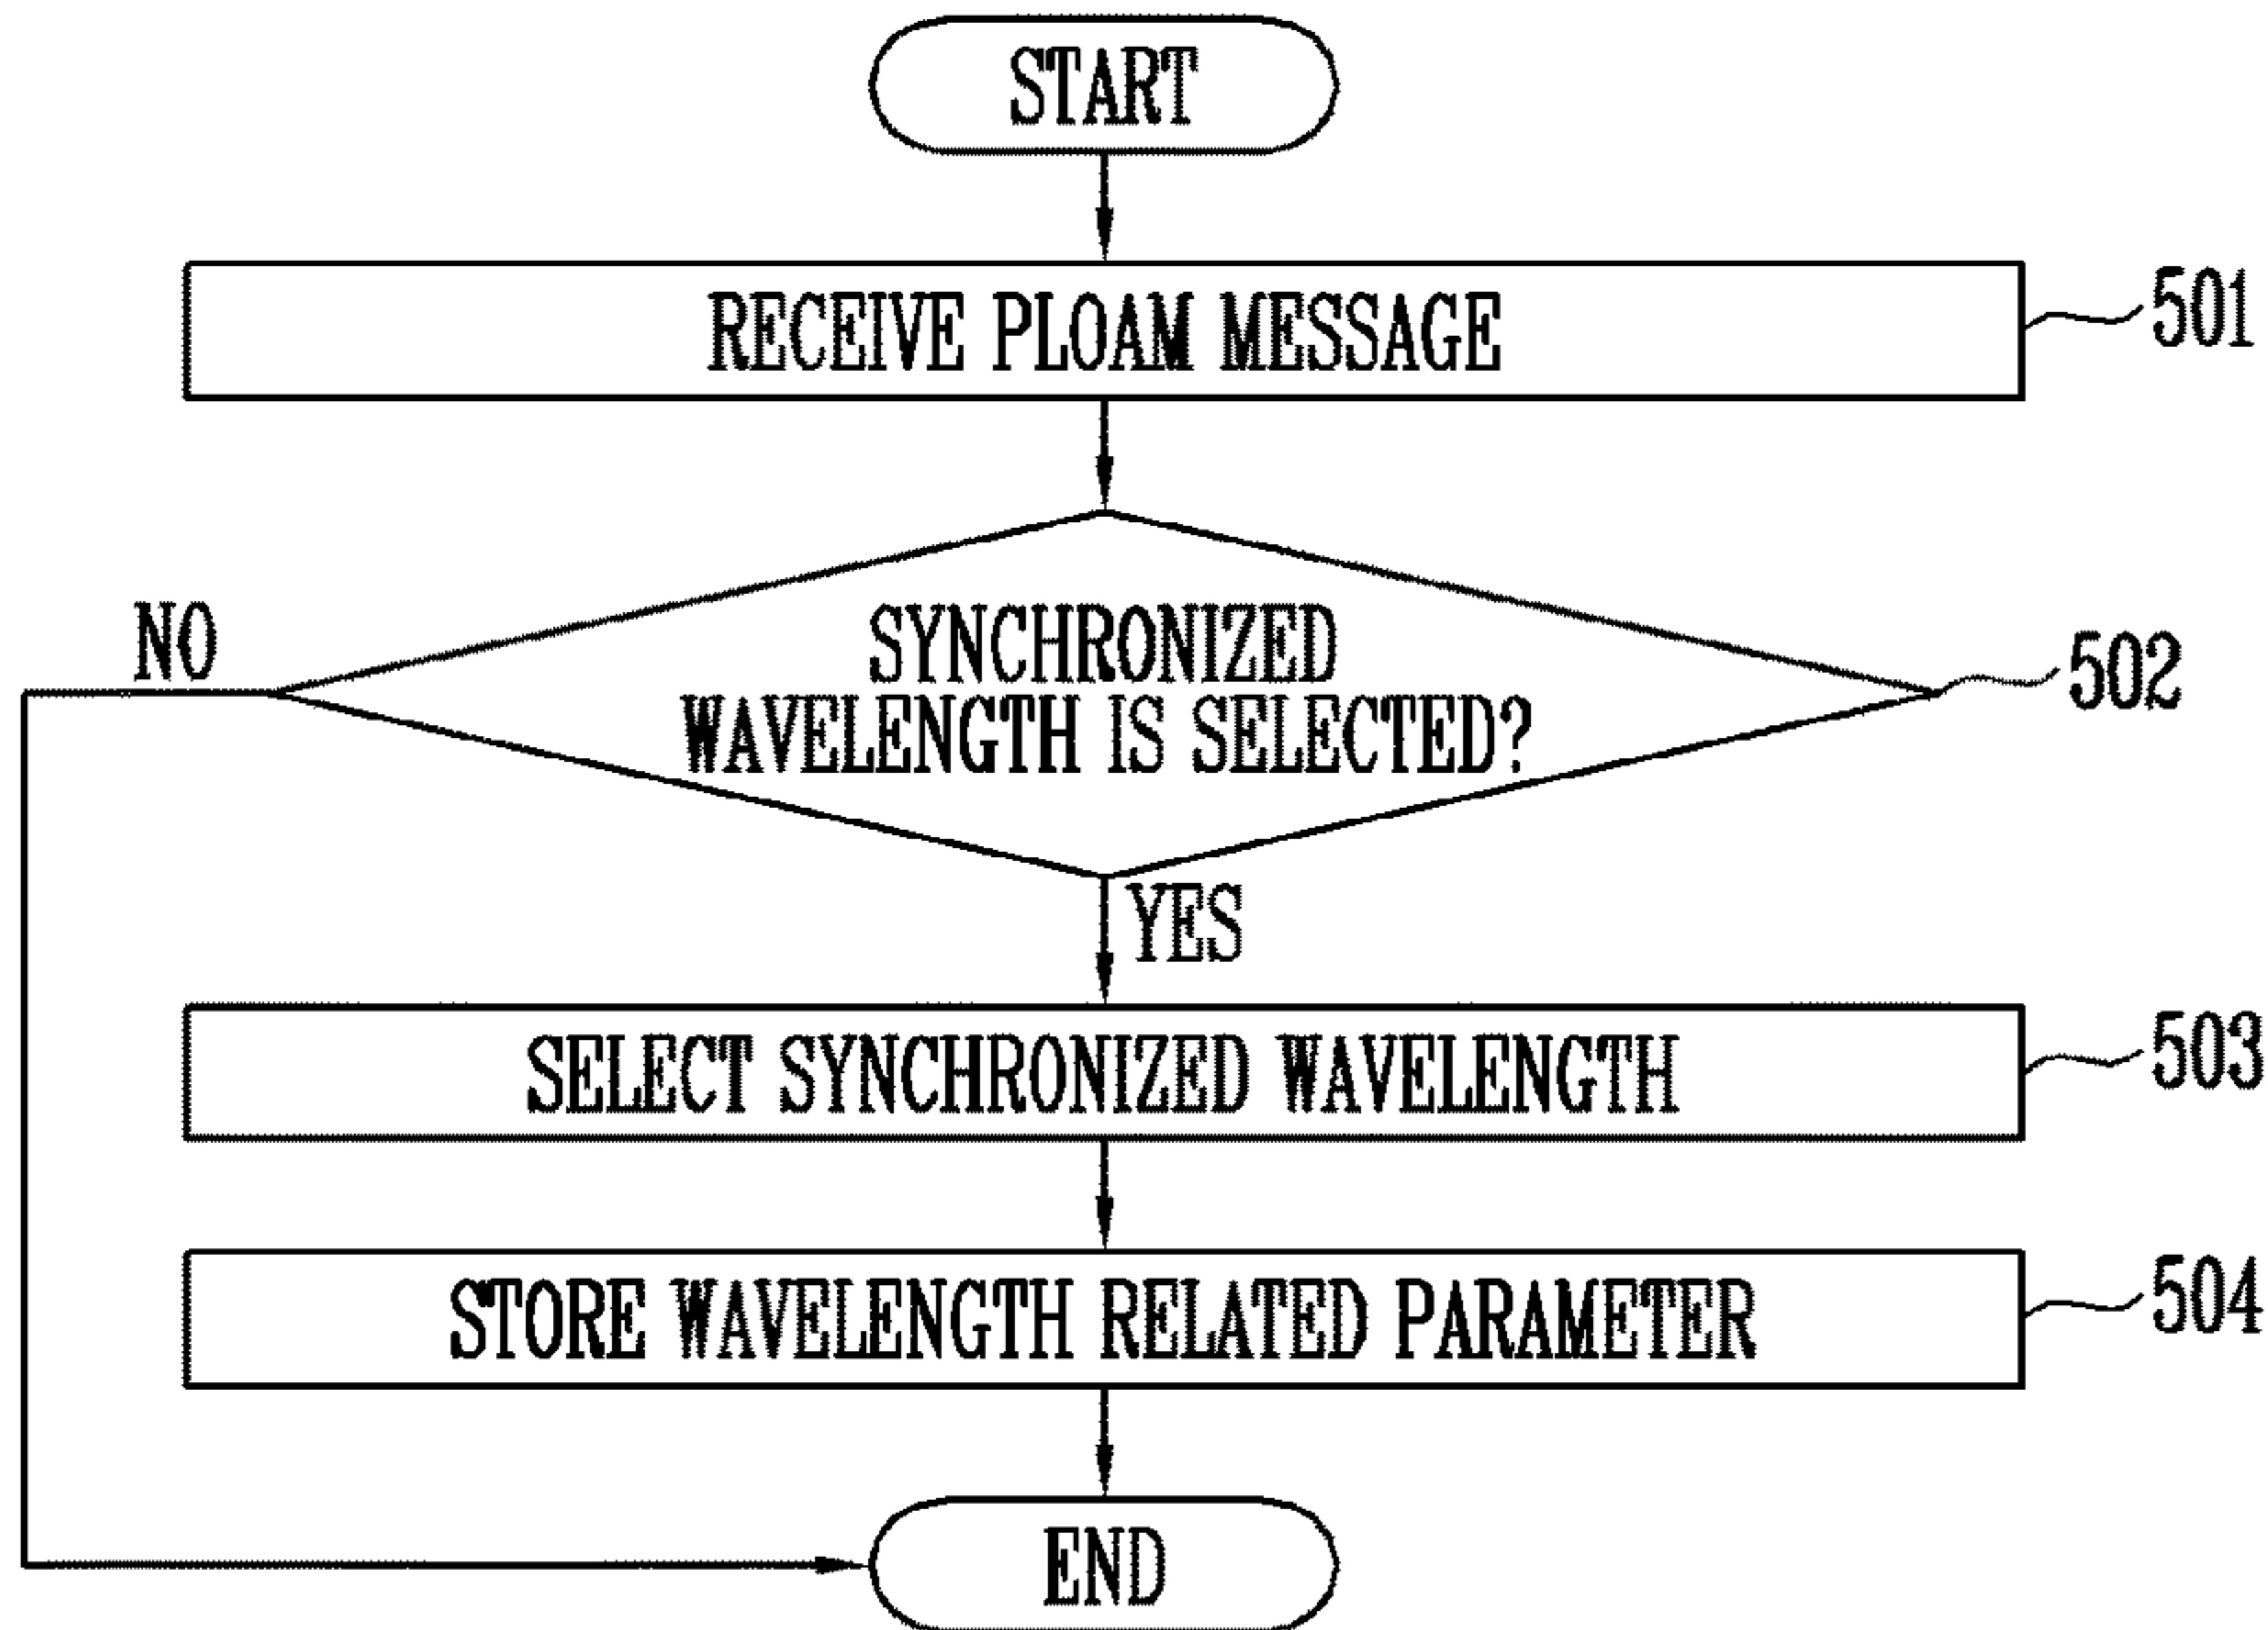 START
RECEIVE PLOAM MESSAGE
501
NO
SYNCHRONIZED
WAVELENGTH IS SELECTED?
502
YES
SELECT SYNCHRONIZED WAVELENGTH
503
STORE WAVELENGTH RELATED PARAMETER
504
END